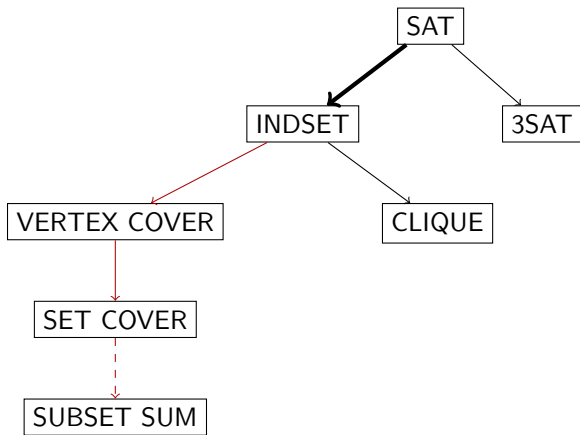 SAT
INDSET
3SAT
VERTEX COVER
CLIQUE
SET COVER
SUBSET SUM